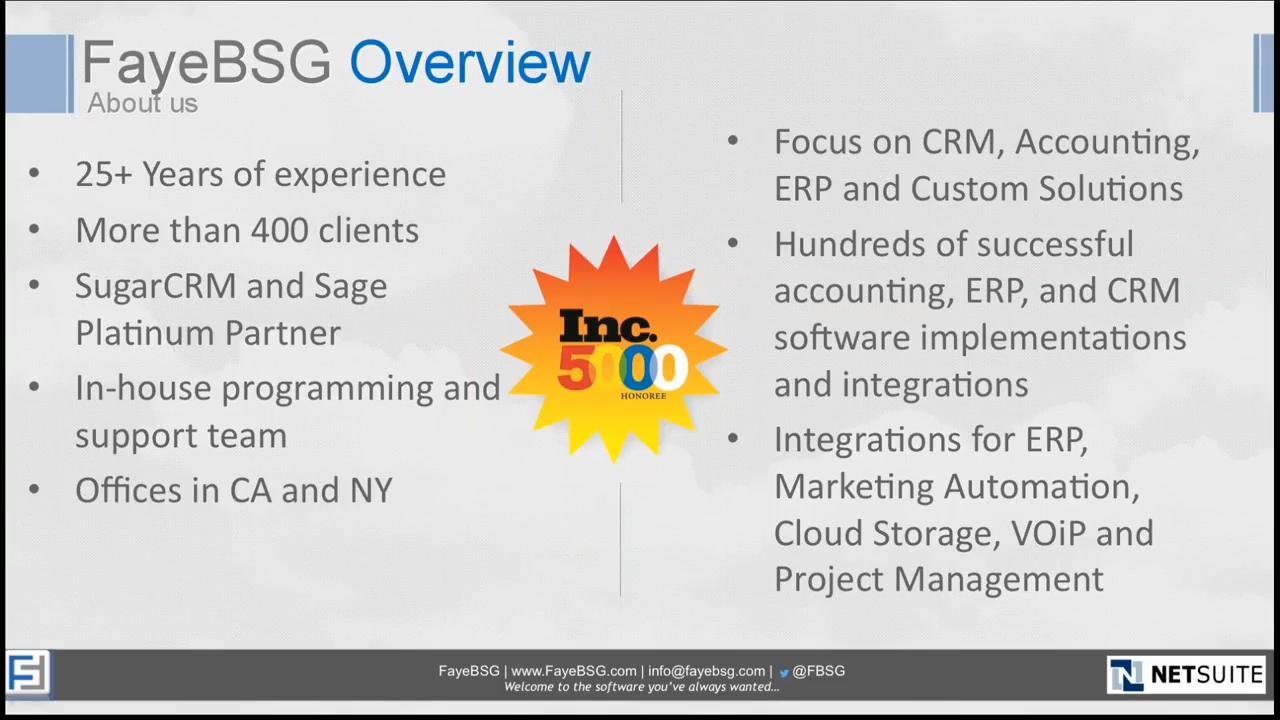 FayeBSG Overview
About us
• 25+ Years of experience
• More than 400 clients
• SugarCRM and Sage
Platinum Partner
• In-house programming and
support team
• Offices in CA and NY
Inc.
5000
HONOREE
• Focus on CRM, Accounting,
ERP and Custom Solutions
• Hundreds of successful
accounting, ERP, and CRM
software implementations
and integrations
• Integrations for ERP,
Marketing Automation,
Cloud Storage, VOiP and
Project Management
FayeBSG | www.FayeBSG.com | info@fayebsg.com | @FBSG
Welcome to the software you've always wanted...
NETSUITE